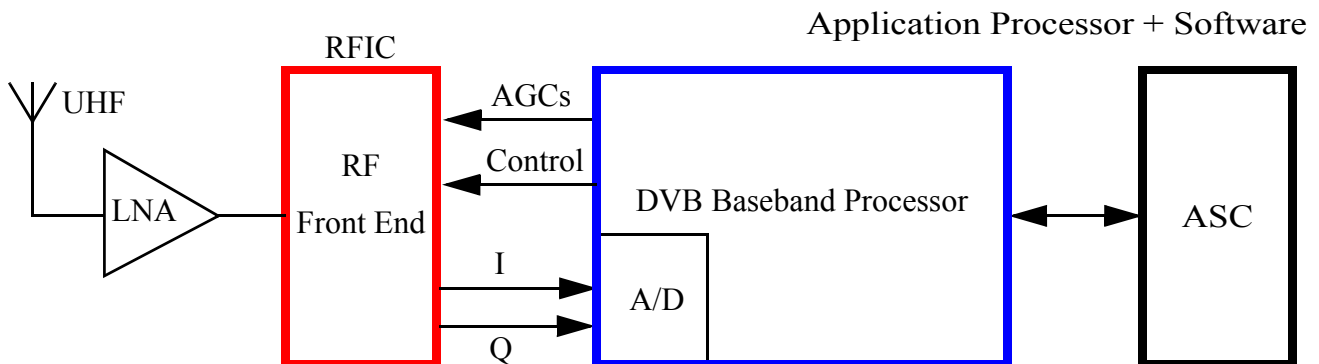 Application Processor + Software
RFIC
UHF
LNA
RF
Front End
AGCs
Control
I
Q
DVB Baseband Processor
A/D
ASC